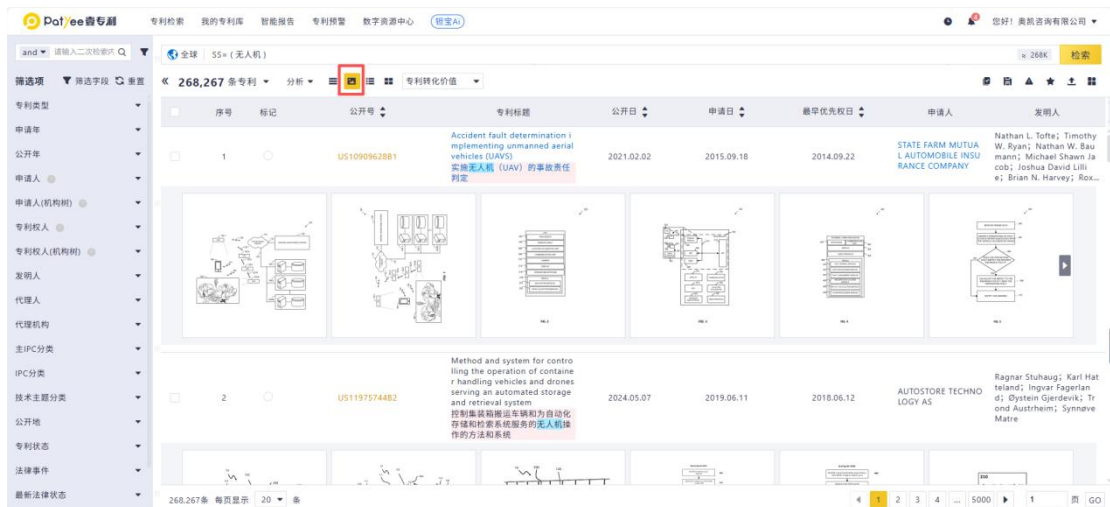 Patyee壹专利 专利检索 我的专利库 智能报告 专利预警 数字资源中心 钽宝Ai 4 您好！奥凯咨询有限公司
and 请输入二次检索内
全球 SS=(无人机) ≈ 268K 检索
筛选项 筛选字段 重置
268,267 条专利 分析 专利转化价值
专利类型
申请年
公开年
申请人
申请人(机构树)
专利权人
专利权人(机构树)
发明人
代理人
代理机构
主IPC分类
IPC分类
技术主题分类
公开地
专利状态
法律事件
最新法律状态
序号 标记 公开号 专利标题 公开日 申请日 最早优先权日 申请人 发明人
1 US10909628B1
Accident fault determination i
mplementing unmanned aerial
vehicles (UAVS)
实施无人机（UAV）的事故责任
判定
2021.02.02 2015.09.18 2014.09.22
STATE FARM MUTUA
L AUTOMOBILE INSU
RANCE COMPANY
Nathan L. Tofte; Timothy
W. Ryan; Nathan W. Bau
mann; Michael Shawn Ja
cob; Joshua David Lilli
e; Brian N. Harvey; Rox...
2 US11975744B2
Method and system for contro
lling the operation of containe
r handling vehicles and drones
serving an automated storage
and retrieval system
控制集装箱搬运车辆和为自动化
存储和检索系统服务的无人机操
作的方法和系统
2024.05.07 2019.06.11 2018.06.12
AUTOSTORE TECHNO
LOGY AS
Ragnar Stuhaug; Karl Hat
teland; Ingvar Fagerlan
d; Øystein Gjerdevik; Tr
ond Austrheim; Synnøve
Matre
268,267条 每页显示 20 条 1 2 3 4 ... 5000 1 页 GO